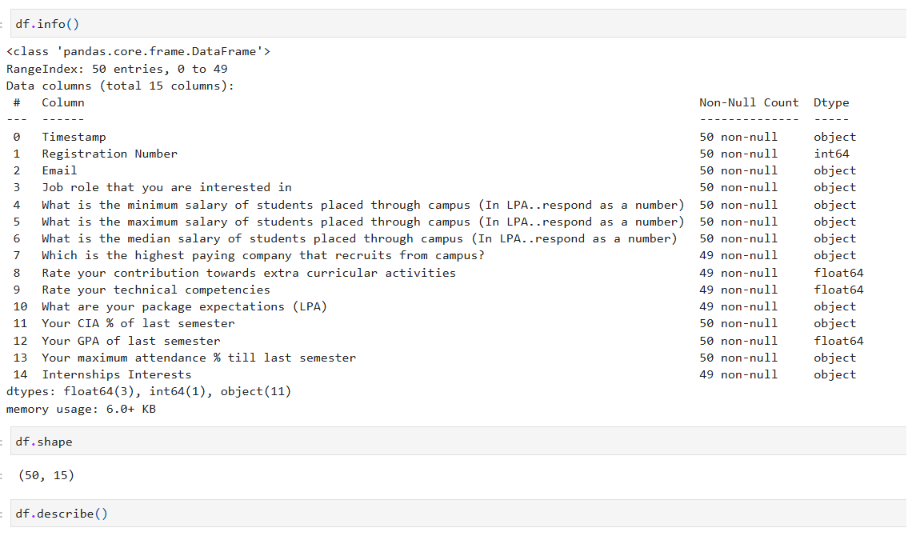 df.info()
<class 'pandas.core.frame.DataFrame'>
RangeIndex: 50 entries, 0 to 49
Data columns (total 15 columns):
 #   Column                                                                                     Non-Null Count  Dtype
---  ------                                                                                     --------------  -----
 0   Timestamp                                                                                  50 non-null     object
 1   Registration Number                                                                        50 non-null     int64
 2   Email                                                                                      50 non-null     object
 3   Job role that you are interested in                                                        50 non-null     object
 4   What is the minimum salary of students placed through campus (In LPA..respond as a number)  50 non-null     object
 5   What is the maximum salary of students placed through campus (In LPA..respond as a number)  50 non-null     object
 6   What is the median salary of students placed through campus (In LPA..respond as a number)  50 non-null     object
 7   Which is the highest paying company that recruits from campus?                             49 non-null     object
 8   Rate your contribution towards extra curricular activities                                 49 non-null     float64
 9   Rate your technical competencies                                                           49 non-null     float64
 10  What are your package expectations (LPA)                                                   49 non-null     object
 11  Your CIA % of last semester                                                                50 non-null     object
 12  Your GPA of last semester                                                                  50 non-null     float64
 13  Your maximum attendance % till last semester                                               50 non-null     object
 14  Internships Interests                                                                      49 non-null     object
dtypes: float64(3), int64(1), object(11)
memory usage: 6.0+ KB
df.shape
(50, 15)
df.describe()